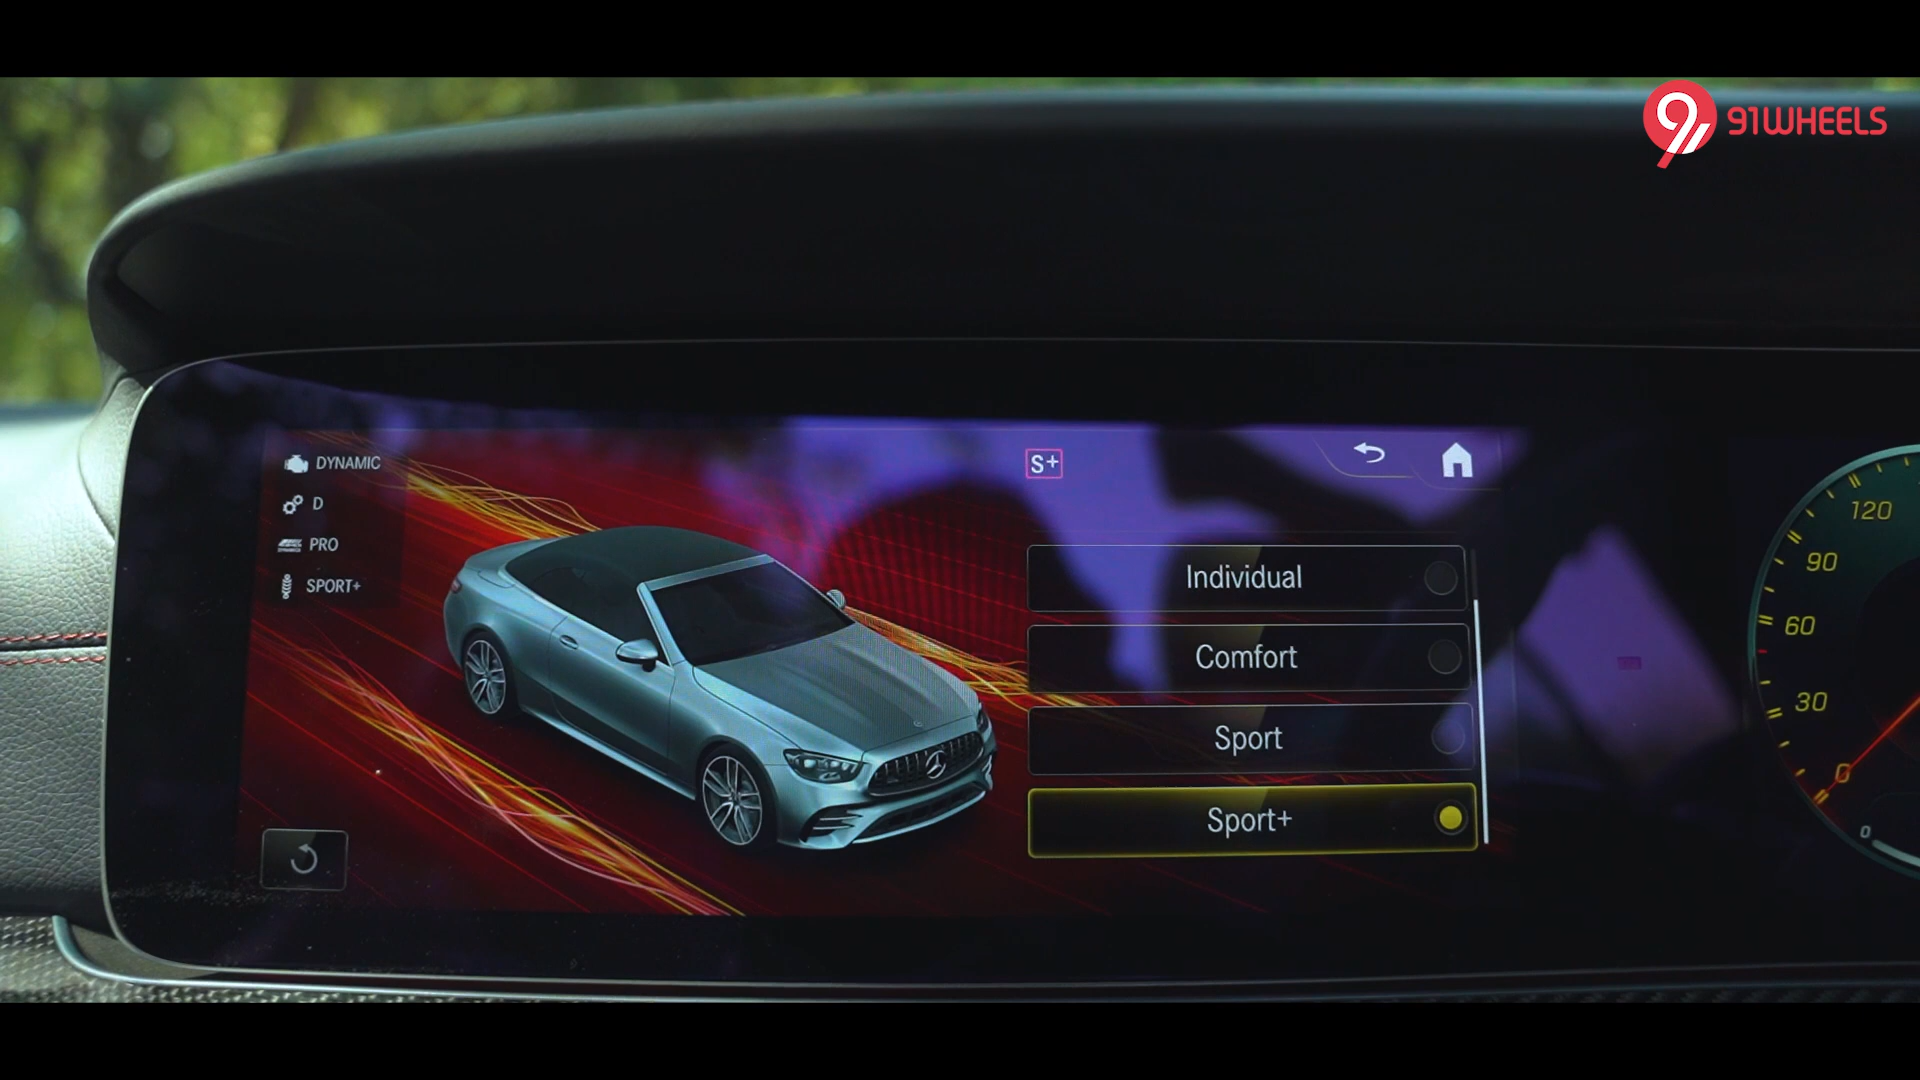 91WHEELS
DYNAMIC
D
PRO
SPORT+
S+
Individual
Comfort
Sport
Sport+
120
90
60
30
0
0